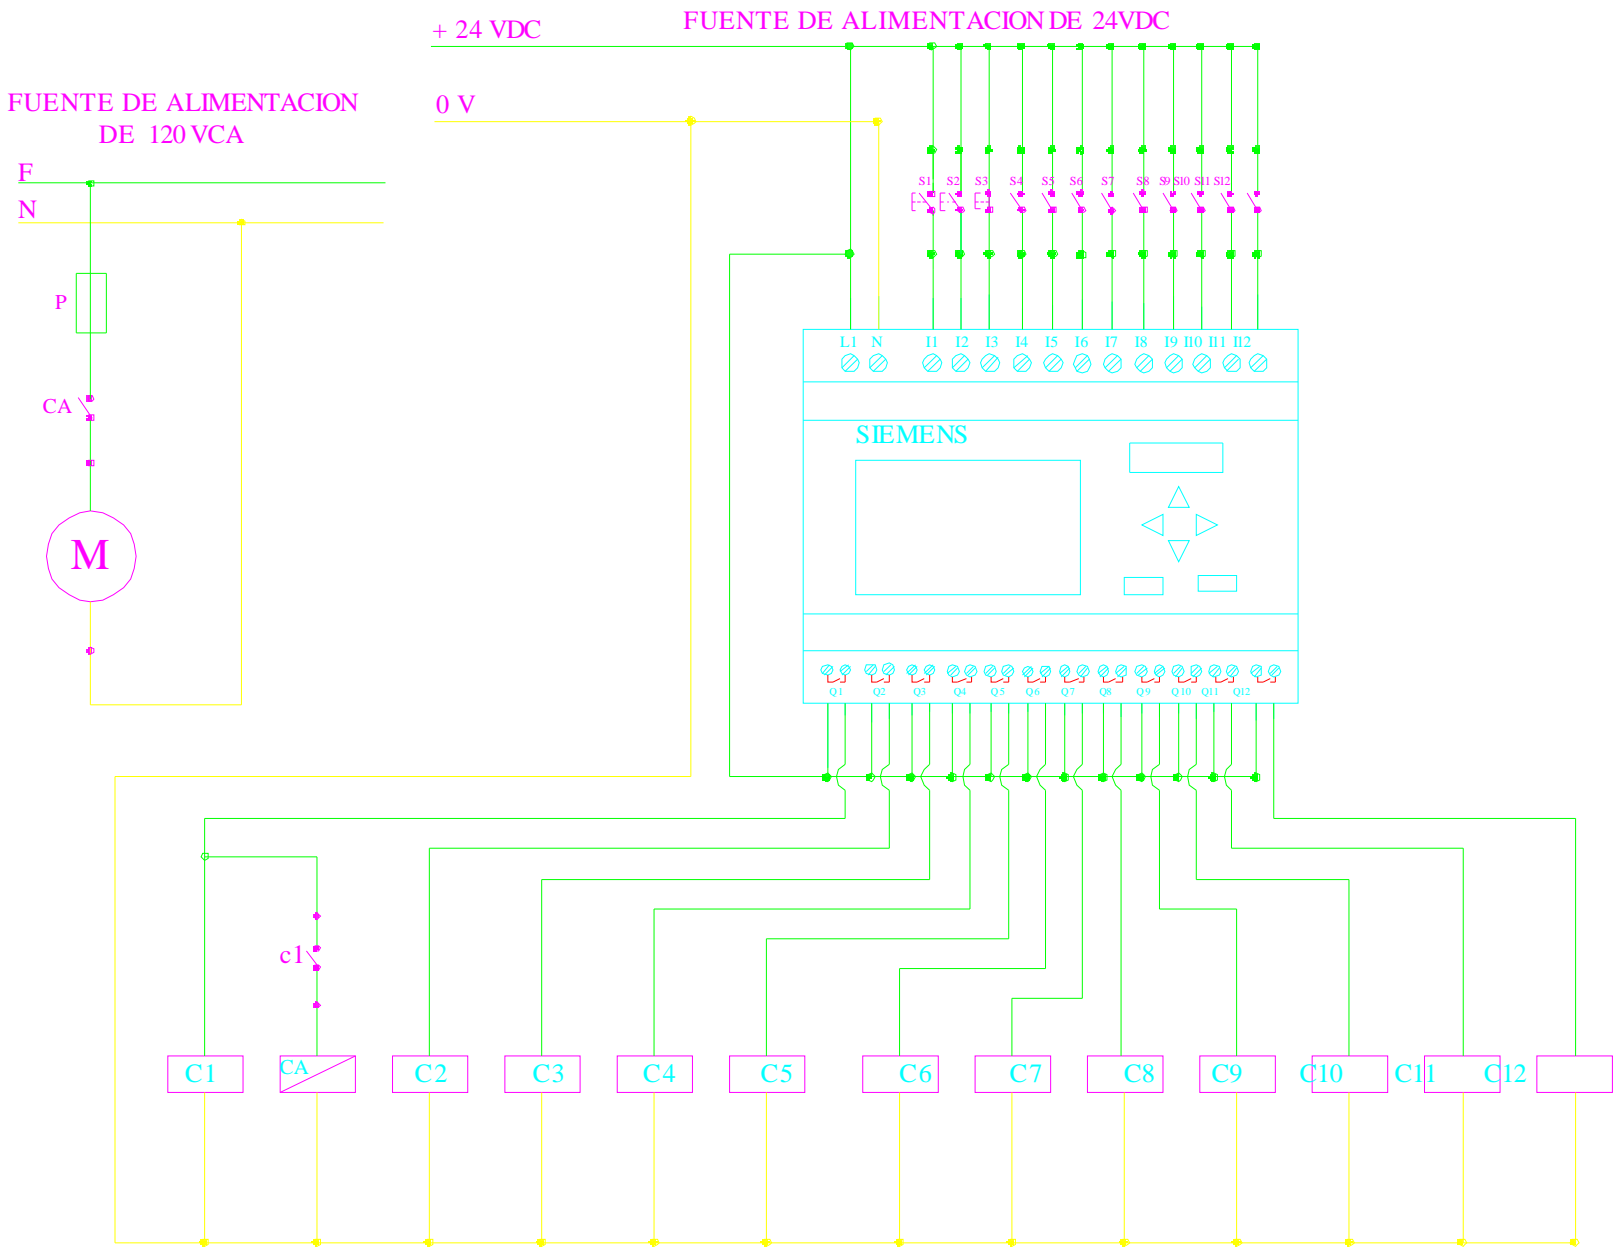 FUENTE DE ALIMENTACION DE 24VDC
+ 24 VDC
0 V
FUENTE DE ALIMENTACION
DE 120 VCA
F
N
P
CA
M
S1 S2 S3 S4 S5 S6 S7 S8 S9 S10 S11 S12
L1 N I1 I2 I3 I4 I5 I6 I7 I8 I9 I10 I11 I12
SIEMENS
Q1 Q2 Q3 Q4 Q5 Q6 Q7 Q8 Q9 Q10 Q11 Q12
c1
C1 CA C2 C3 C4 C5 C6 C7 C8 C9 C10 C11 C12